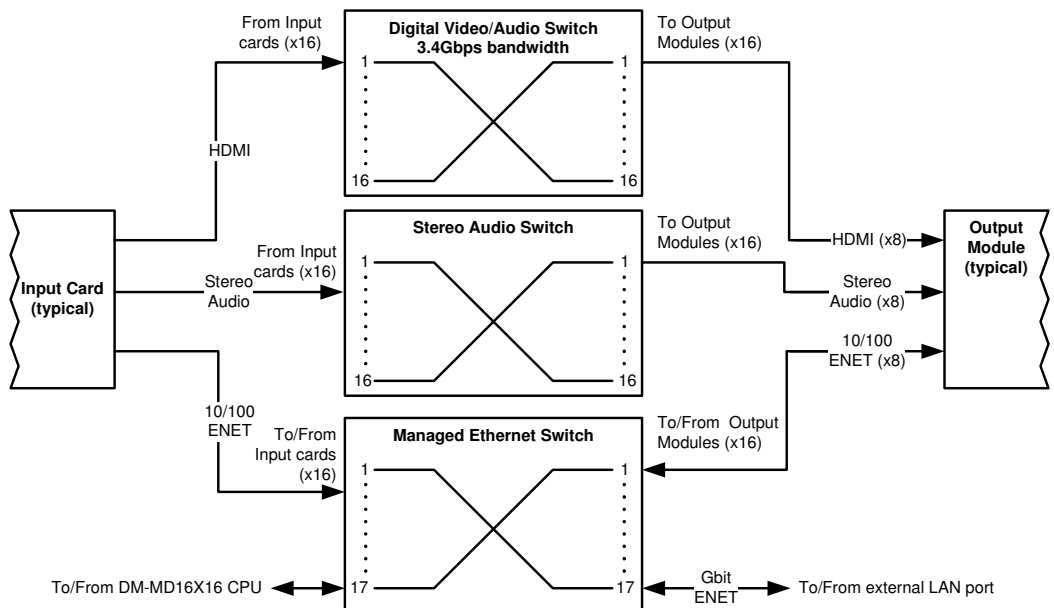 From Input
cards (x16)
Digital Video/Audio Switch
3.4Gbps bandwidth
To Output
Modules (x16)
1
1
HDMI
16
16
Input Card
(typical)
From Input
cards (x16)
Stereo
Audio
Stereo Audio Switch
To Output
Modules (x16)
1
1
16
16
HDMI (x8)
Stereo
Audio (x8)
10/100
ENET (x8)
Output
Module
(typical)
10/100
ENET
To/From
Input cards
(x16)
Managed Ethernet Switch
To/From Output
Modules (x16)
1
1
17
17
To/From DM-MD16X16 CPU
Gbit
ENET
To/From external LAN port